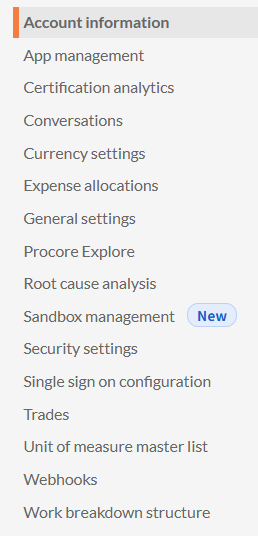 Account information
App management
Certification analytics
Conversations
Currency settings
Expense allocations
General settings
Procore Explore
Root cause analysis
Sandbox management New
Security settings
Single sign on configuration
Trades
Unit of measure master list
Webhooks
Work breakdown structure